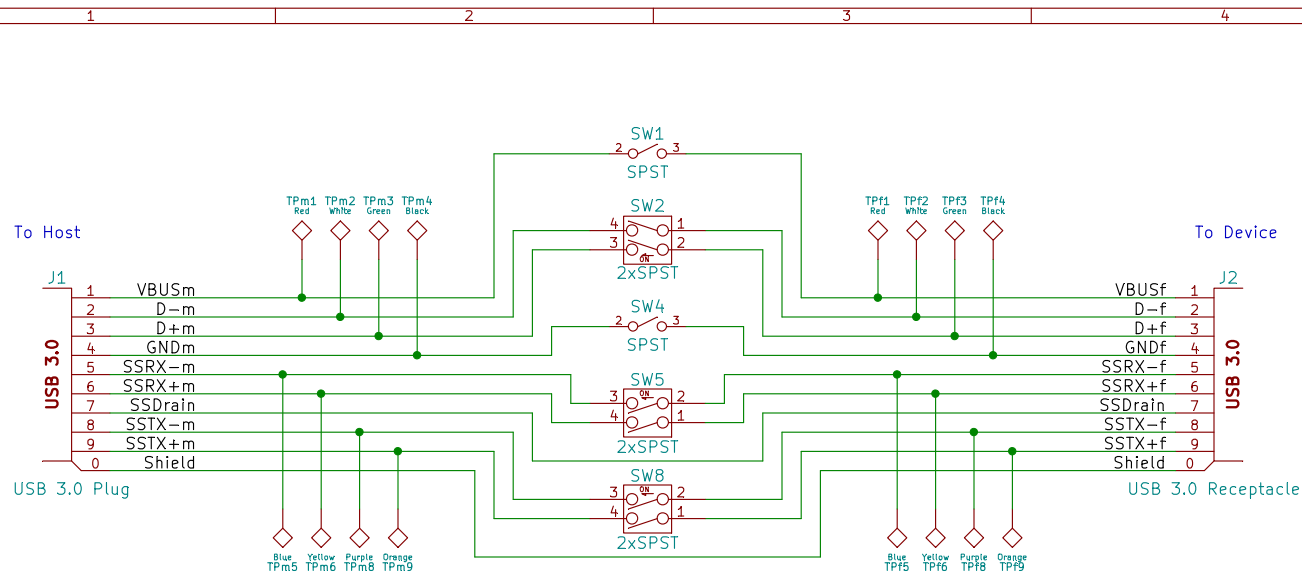 1 2 3 4
SW1
2 3
SPST
TPm1 TPm2 TPm3 TPm4
Red White Green Black
SW2
4 1
3 2
ON
2xSPST
TPf1 TPf2 TPf3 TPf4
Red White Green Black
To Host
To Device
J1
J2
USB 3.0
1 VBUSm
2 D-m
3 D+m
4 GNDm
5 SSRX-m
6 SSRX+m
7 SSDrain
8 SSTX-m
9 SSTX+m
0 Shield
USB 3.0 Plug
SW4
2 3
SPST
SW5
3 2
ON
4 1
2xSPST
SW8
3 2
ON
4 1
2xSPST
VBUSf 1
D-f 2
D+f 3
GNDf 4
SSRX-f 5
SSRX+f 6
SSDrain 7
SSTX-f 8
SSTX+f 9
Shield 0
USB 3.0
USB 3.0 Receptacle
Blue Yellow Purple Orange
TPm5 TPm6 TPm8 TPm9
Blue Yellow Purple Orange
TPf5 TPf6 TPf8 TPf9